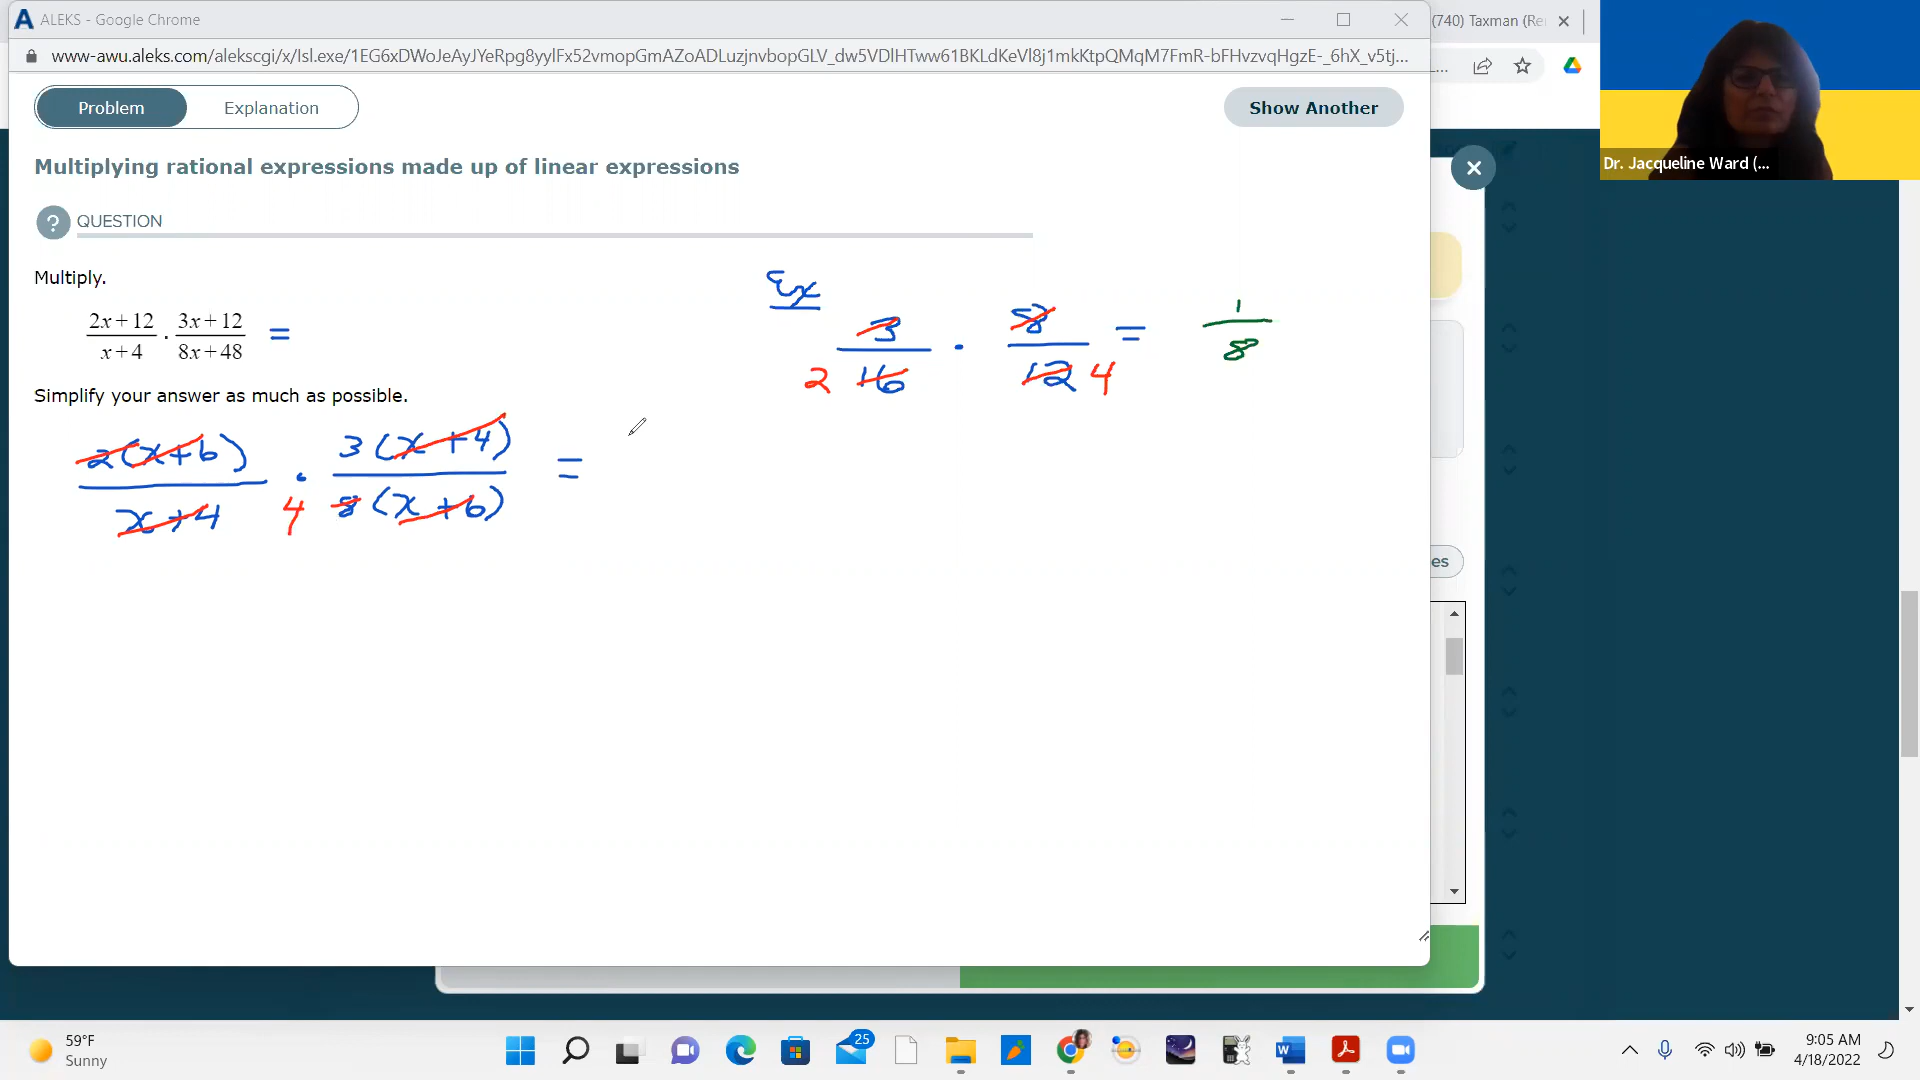 ALEKS - Google Chrome
(740) Taxman (Re
www-awu.aleks.com/alekscgi/x/Isl.exe/1EG6xDWoJeAyJYeRpg8yylFx52vmopGmAZoADLuzjnvbopGLV_dw5VDlHTww61BKLdKeVl8j1mkKtpQMqM7FmR-bFHvzvqHgzE-_6hX_v5tj...
Problem
Explanation
Show Another
Dr. Jacqueline Ward (...
Multiplying rational expressions made up of linear expressions
? QUESTION
Multiply.
2x+12 3x+12
· =
x+4 8x+48
Ex
3 8 1
· =
2 16 12 4 8
Simplify your answer as much as possible.
2(x+6) 3(x+4)
· =
x+4 4 8(x+6)
es
59°F
Sunny
25
9:05 AM
4/18/2022